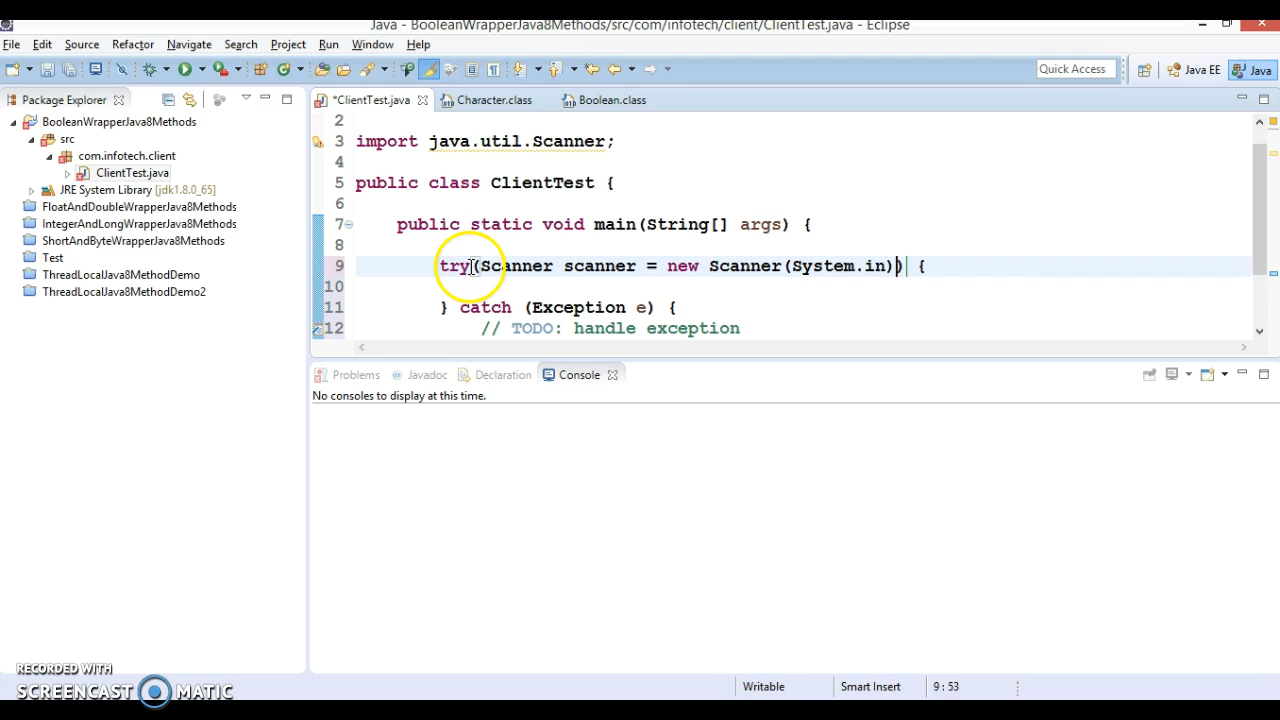 Java - BooleanWrapperJava8Methods/src/com/infotech/client/ClientTest.java - Eclipse
File Edit Source Refactor Navigate Search Project Run Window Help
Quick Access Java EE Java
Package Explorer *ClientTest.java Character.class Boolean.class
BooleanWrapperJava8Methods
src
com.infotech.client
ClientTest.java
JRE System Library [jdk1.8.0_65]
FloatAndDoubleWrapperJava8Methods
IntegerAndLongWrapperJava8Methods
ShortAndByteWrapperJava8Methods
Test
ThreadLocalJava8MethodDemo
ThreadLocalJava8MethodDemo2
2
3 import java.util.Scanner;
4
5 public class ClientTest {
6
7 public static void main(String[] args) {
8
9 try(Scanner scanner = new Scanner(System.in)) {
10
11 } catch (Exception e) {
12 // TODO: handle exception
Problems Javadoc Declaration Console
No consoles to display at this time.
RECORDED WITH
SCREENCAST MATIC
Writable Smart Insert 9 : 53